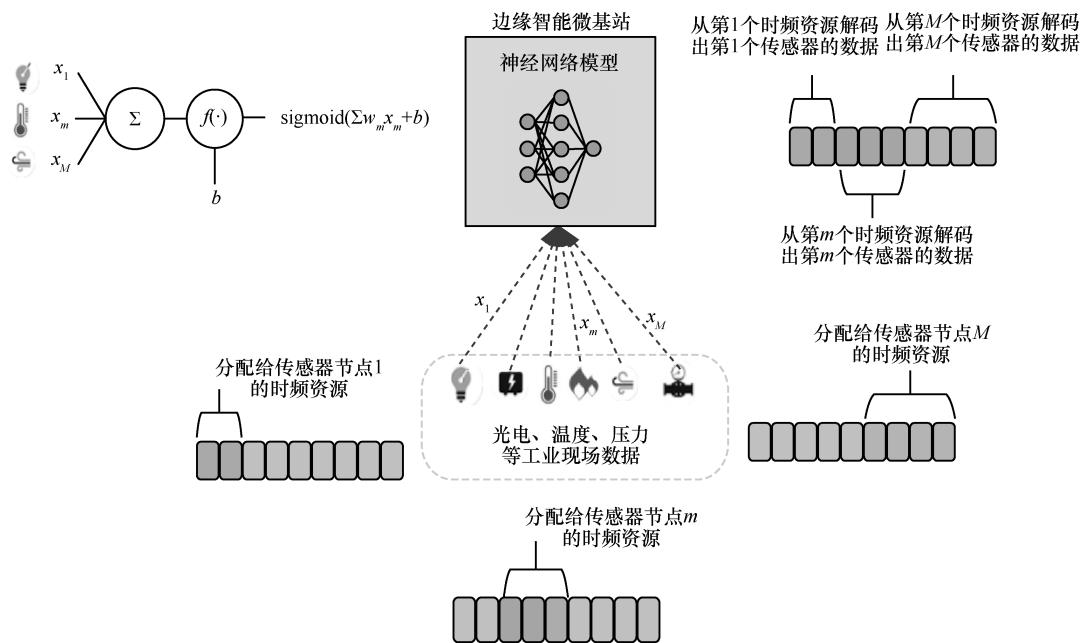 边缘智能微基站
神经网络模型
从第1个时频资源解码
出第1个传感器的数据
从第M个时频资源解码
出第M个传感器的数据
x1
xm
xM
Σ
f(·)
sigmoid(Σwmxm+b)
b
从第m个时频资源解码
出第m个传感器的数据
x1
xm
xM
分配给传感器节点1
的时频资源
光电、温度、压力
等工业现场数据
分配给传感器节点M
的时频资源
分配给传感器节点m
的时频资源